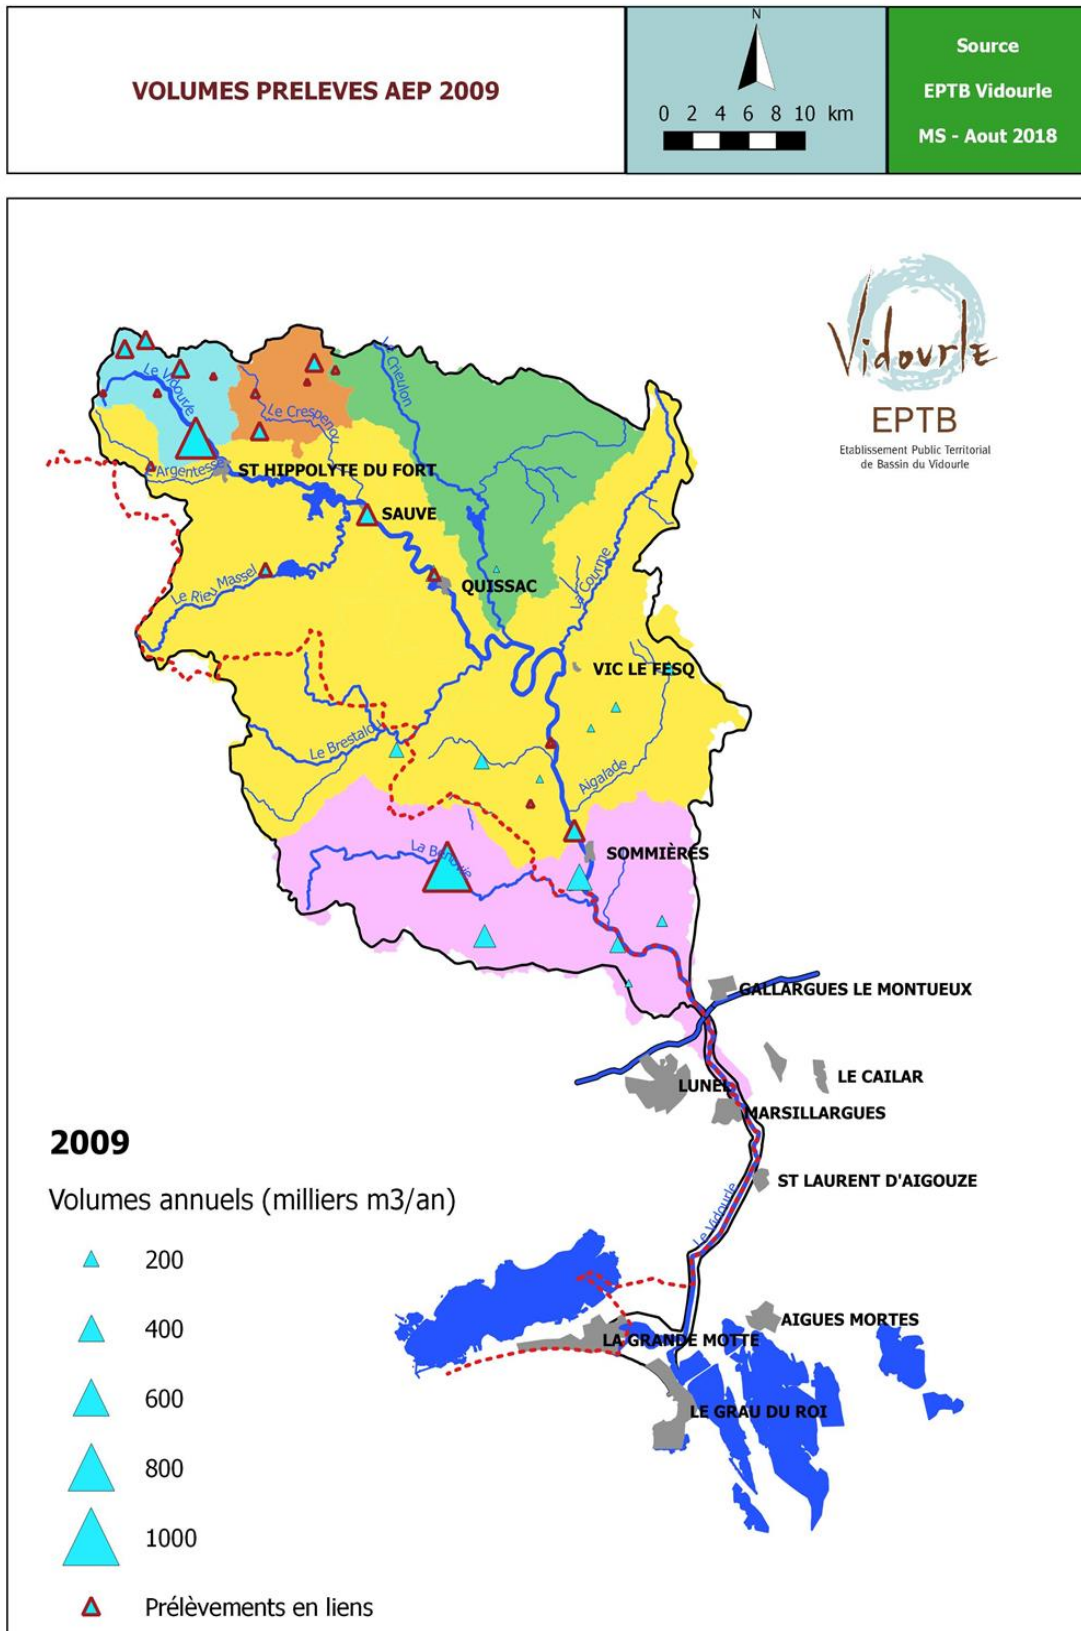 VOLUMES PRELEVES AEP 2009
N
0 2 4 6 8 10 km
Source
EPTB Vidourle
MS - Aout 2018
Vidourle
EPTB
Etablissement Public Territorial
de Bassin du Vidourle
Le Vidourle
Le Crieulon
Le Crespenou
L'Argentesse
ST HIPPOLYTE DU FORT
SAUVE
Le Rieu Massel
QUISSAC
La Courme
VIC LE FESQ
Le Brestalou
Aigalade
La Bénovie
SOMMIÈRES
GALLARGUES LE MONTUEUX
LE CAILAR
LUNEL
MARSILLARGUES
ST LAURENT D'AIGOUZE
Le Vidourle
AIGUES MORTES
LA GRANDE MOTTE
LE GRAU DU ROI
2009
Volumes annuels (milliers m3/an)
200
400
600
800
1000
Prélèvements en liens